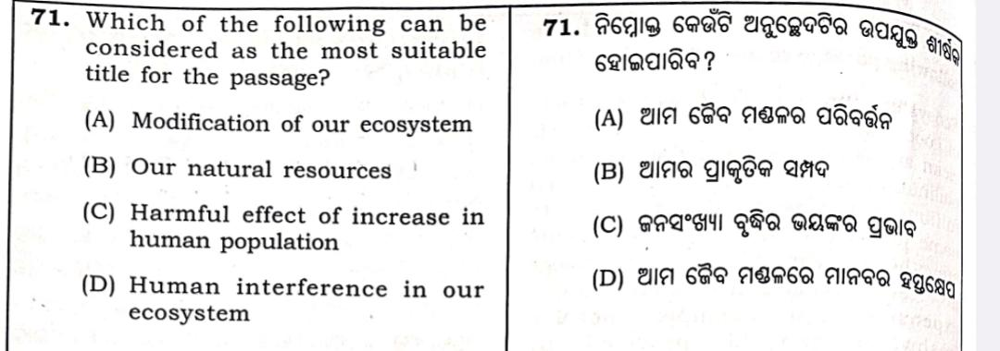 71. Which of the following can be
considered as the most suitable
title for the passage?
(A) Modification of our ecosystem
(B) Our natural resources
(C) Harmful effect of increase in
human population
(D) Human interference in our
ecosystem
71. ନିମ୍ନୋକ୍ତ କେଉଁଟି ଅନୁଚ୍ଛେଦଟିର ଉପଯୁକ୍ତ ଶୀର୍ଷକ
ହୋଇପାରିବ?
(A) ଆମ ଜୈବ ମଣ୍ଡଳର ପରିବର୍ତ୍ତନ
(B) ଆମର ପ୍ରାକୃତିକ ସମ୍ପଦ
(C) ଜନସଂଖ୍ୟା ବୃଦ୍ଧିର ଭୟଙ୍କର ପ୍ରଭାବ
(D) ଆମ ଜୈବ ମଣ୍ଡଳରେ ମାନବର ହସ୍ତକ୍ଷେପ